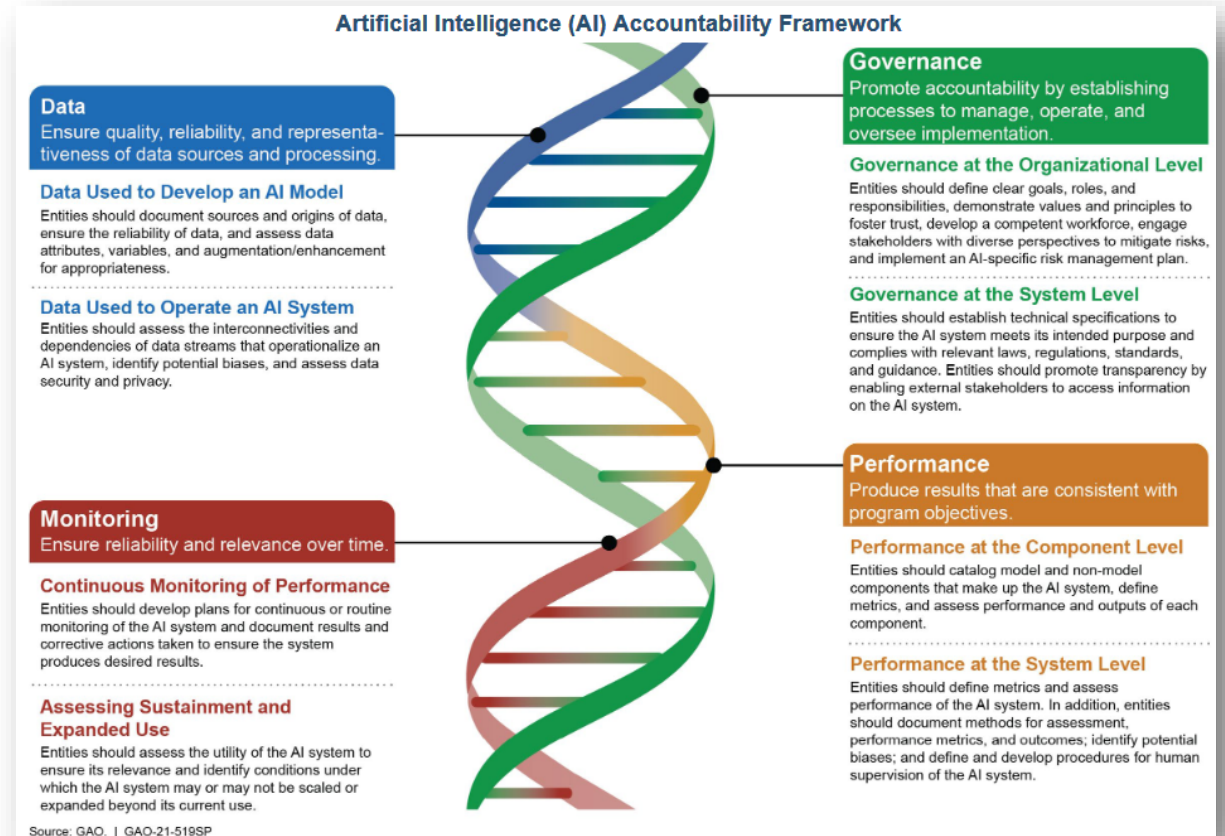 Artificial Intelligence (AI) Accountability Framework
Data
Ensure quality, reliability, and representa-
tiveness of data sources and processing.
Data Used to Develop an AI Model
Entities should document sources and origins of data,
ensure the reliability of data, and assess data
attributes, variables, and augmentation/enhancement
for appropriateness.
Data Used to Operate an AI System
Entities should assess the interconnectivities and
dependencies of data streams that operationalize an
AI system, identify potential biases, and assess data
security and privacy.
Monitoring
Ensure reliability and relevance over time.
Continuous Monitoring of Performance
Entities should develop plans for continuous or routine
monitoring of the AI system and document results and
corrective actions taken to ensure the system
produces desired results.
Assessing Sustainment and
Expanded Use
Entities should assess the utility of the AI system to
ensure its relevance and identify conditions under
which the AI system may or may not be scaled or
expanded beyond its current use.
Source: GAO. | GAO-21-519SP
Governance
Promote accountability by establishing
processes to manage, operate, and
oversee implementation.
Governance at the Organizational Level
Entities should define clear goals, roles, and
responsibilities, demonstrate values and principles to
foster trust, develop a competent workforce, engage
stakeholders with diverse perspectives to mitigate risks,
and implement an AI-specific risk management plan.
Governance at the System Level
Entities should establish technical specifications to
ensure the AI system meets its intended purpose and
complies with relevant laws, regulations, standards,
and guidance. Entities should promote transparency by
enabling external stakeholders to access information
on the AI system.
Performance
Produce results that are consistent with
program objectives.
Performance at the Component Level
Entities should catalog model and non-model
components that make up the AI system, define
metrics, and assess performance and outputs of each
component.
Performance at the System Level
Entities should define metrics and assess
performance of the AI system. In addition, entities
should document methods for assessment,
performance metrics, and outcomes; identify potential
biases; and define and develop procedures for human
supervision of the AI system.